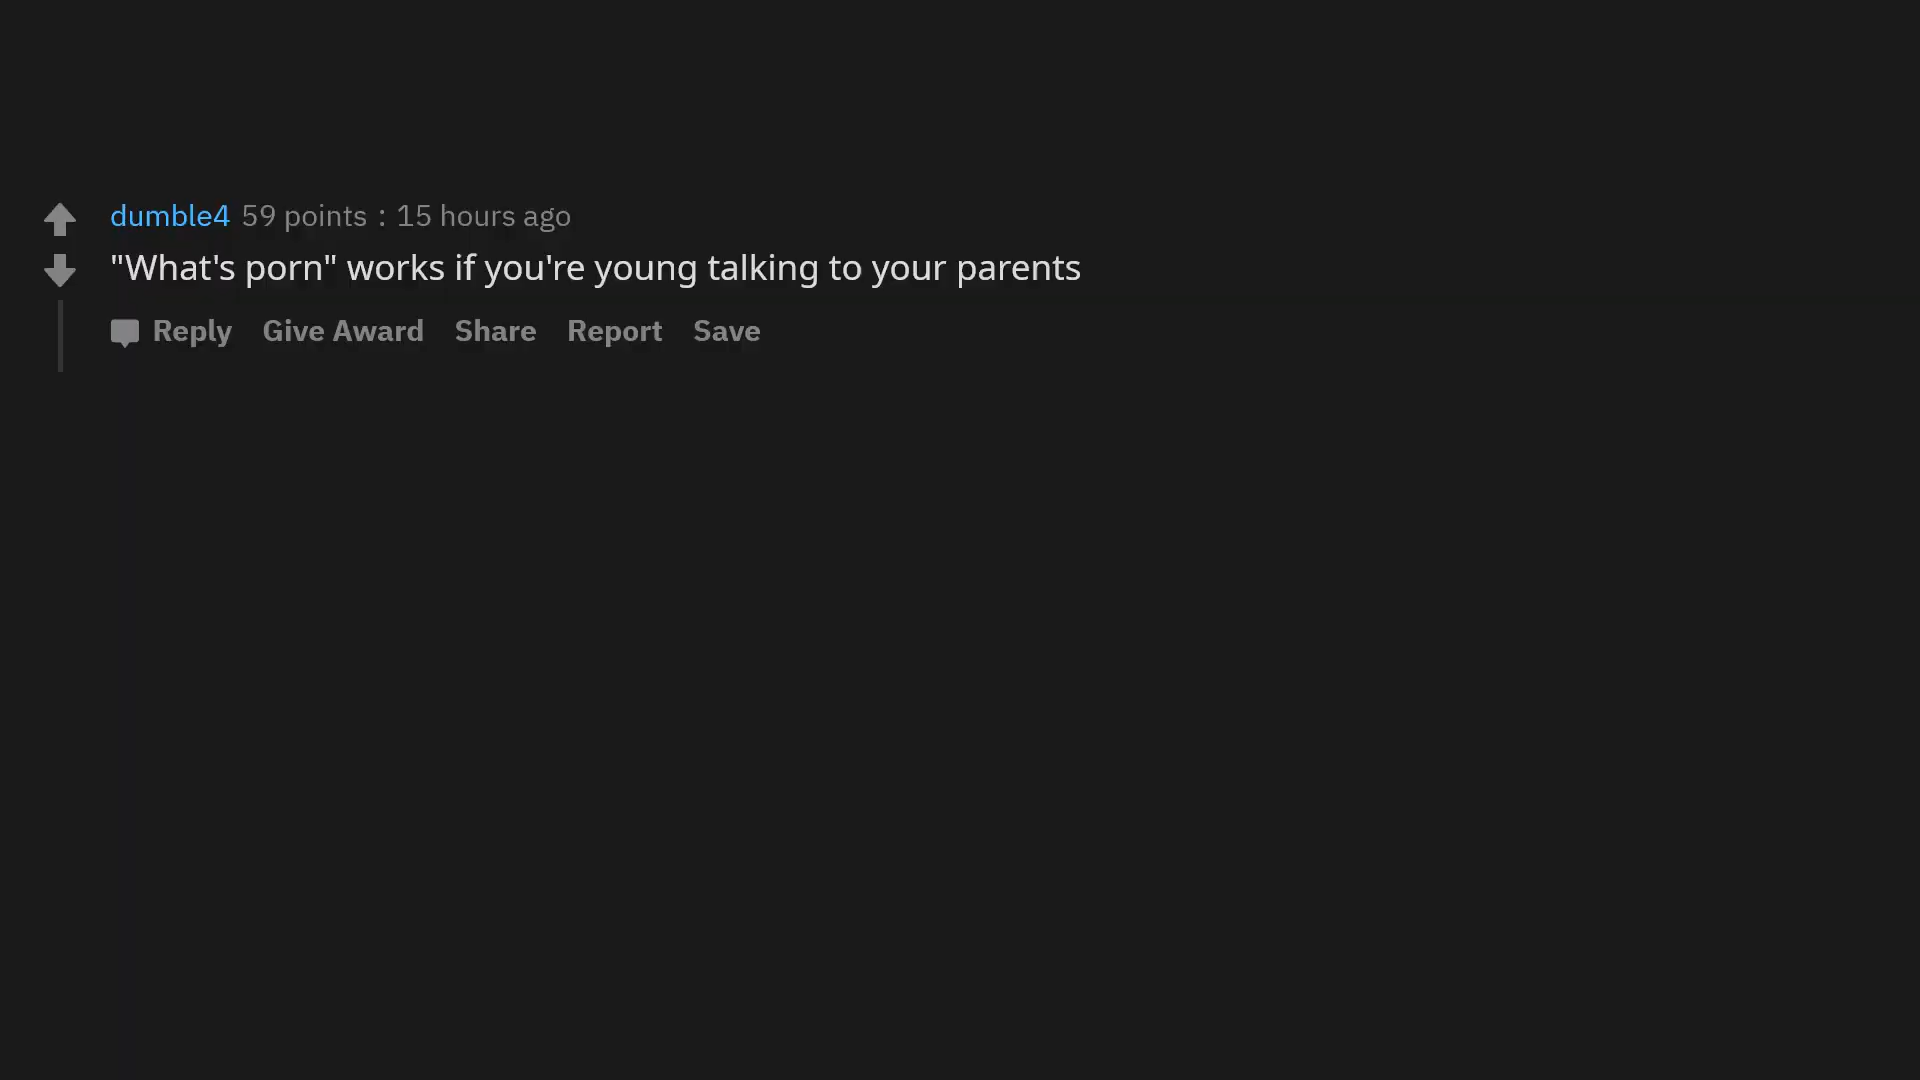 dumble4 59 points : 15 hours ago
"What's porn" works if you're young talking to your parents
Reply Give Award Share Report Save